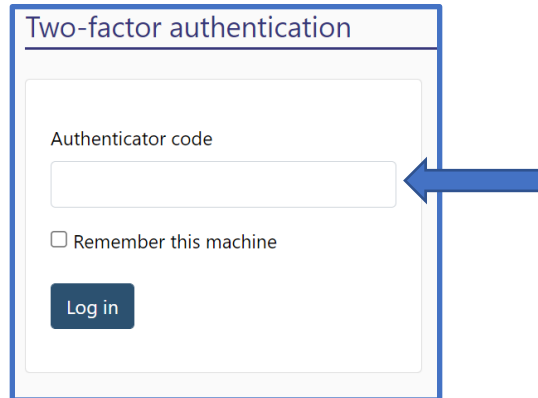 Two-factor authentication
Authenticator code
Remember this machine
Log in